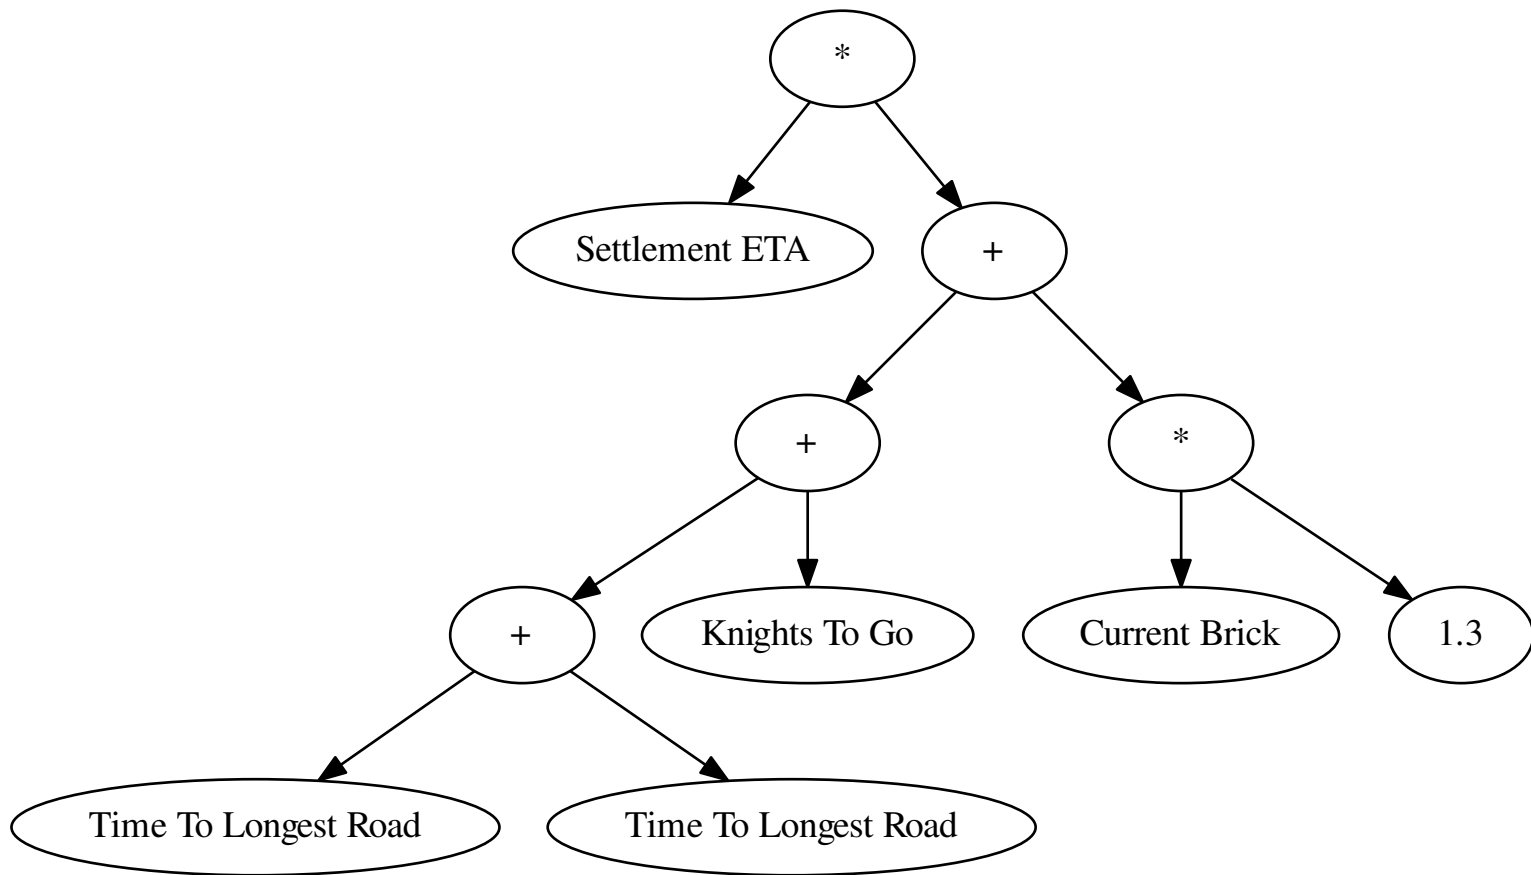 *
Settlement ETA
+
+
*
+
Knights To Go
Current Brick
1.3
Time To Longest Road
Time To Longest Road